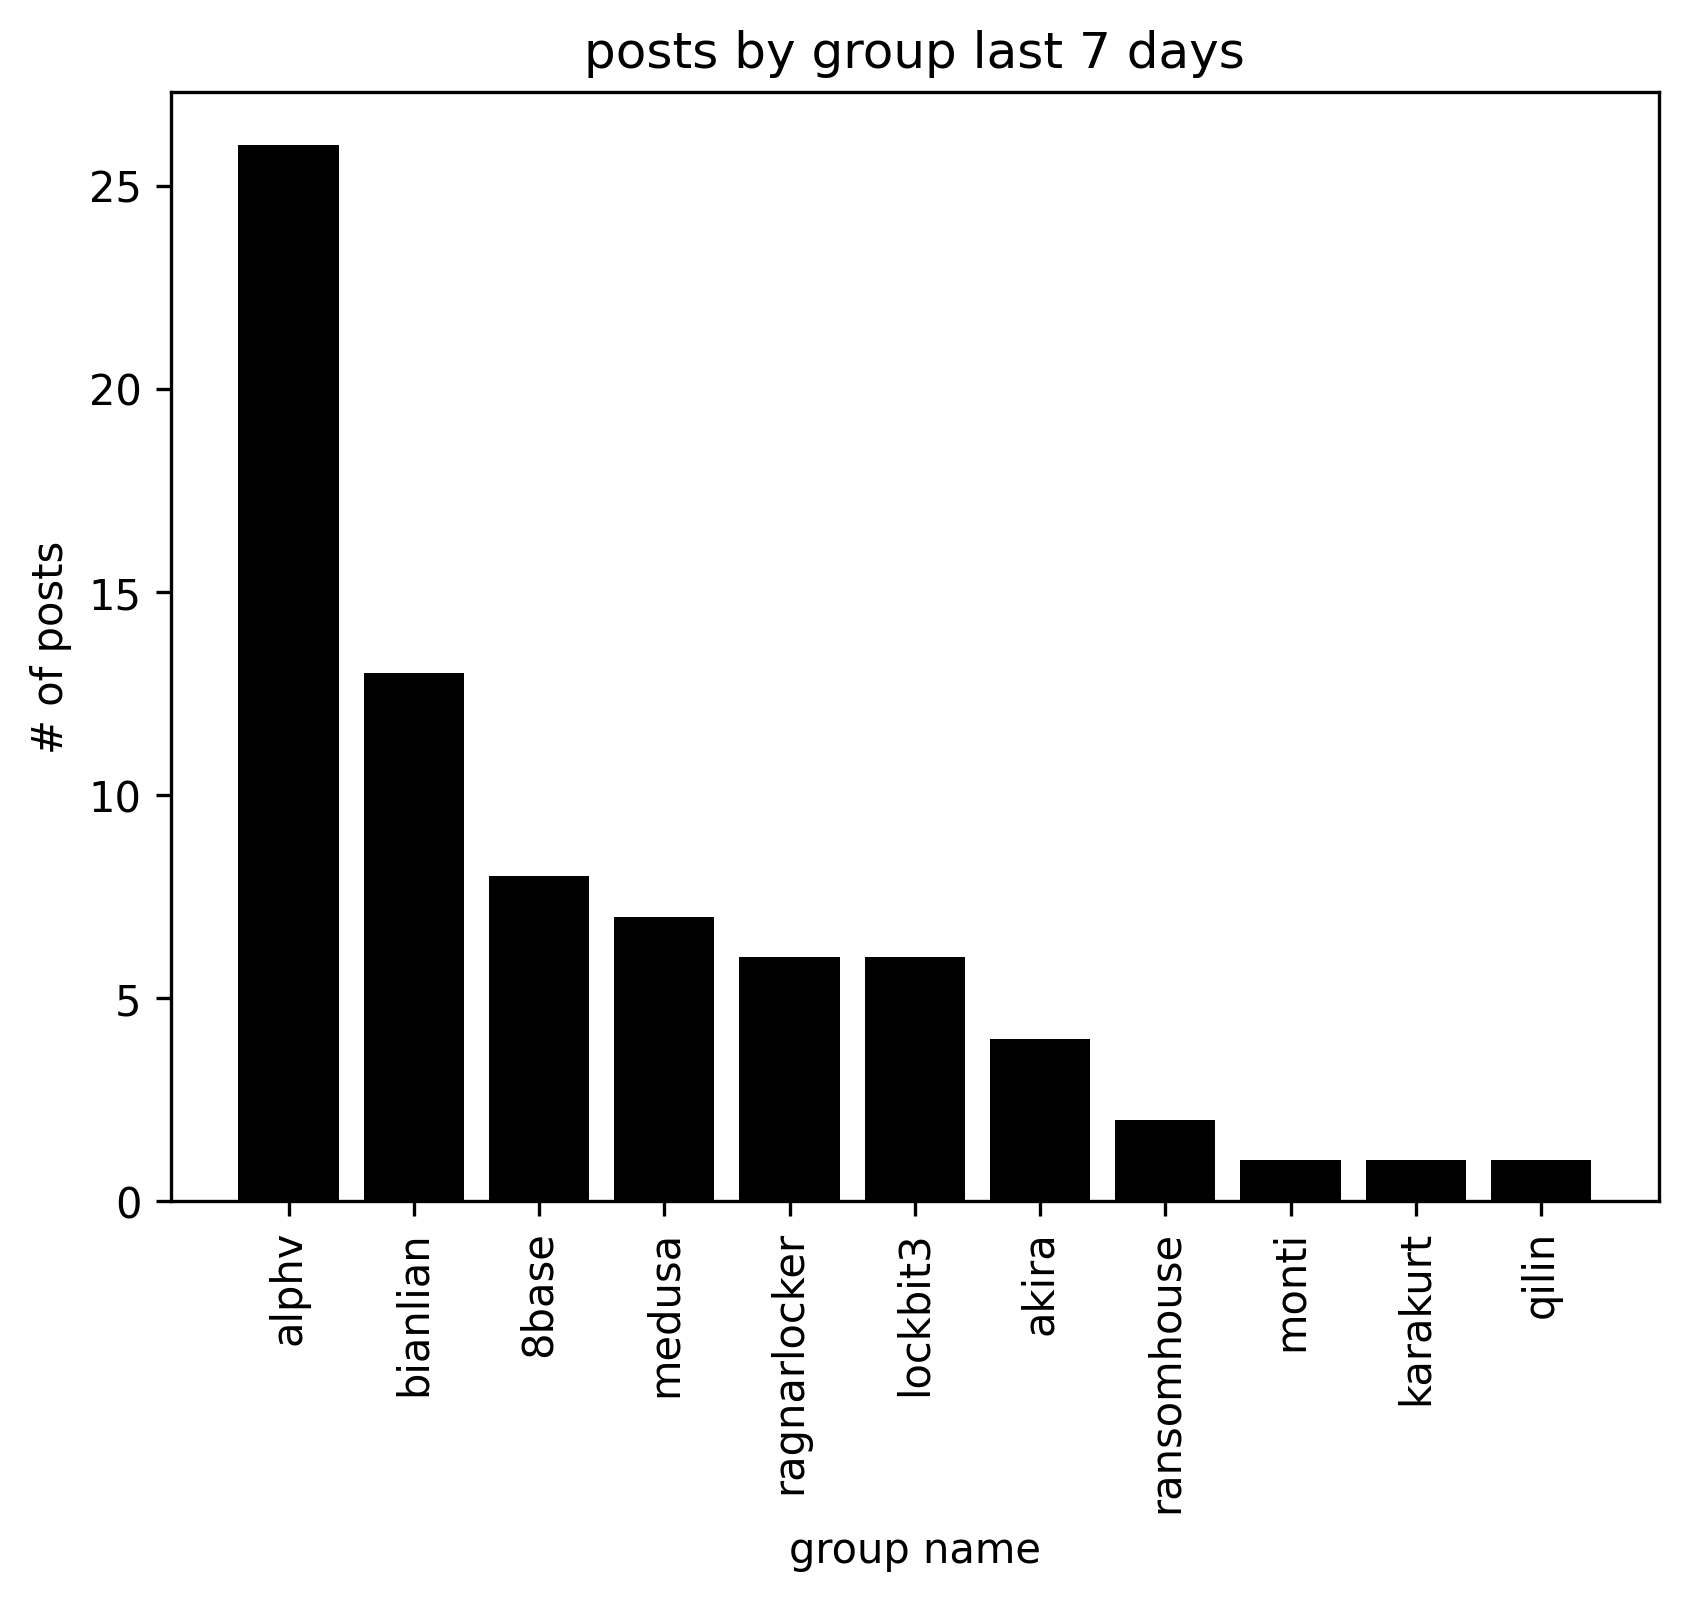 posts by group last 7 days
# of posts
25
20
15
10
5
0
alphv
bianlian
8base
medusa
ragnarlocker
lockbit3
akira
ransomhouse
monti
karakurt
qilin
group name